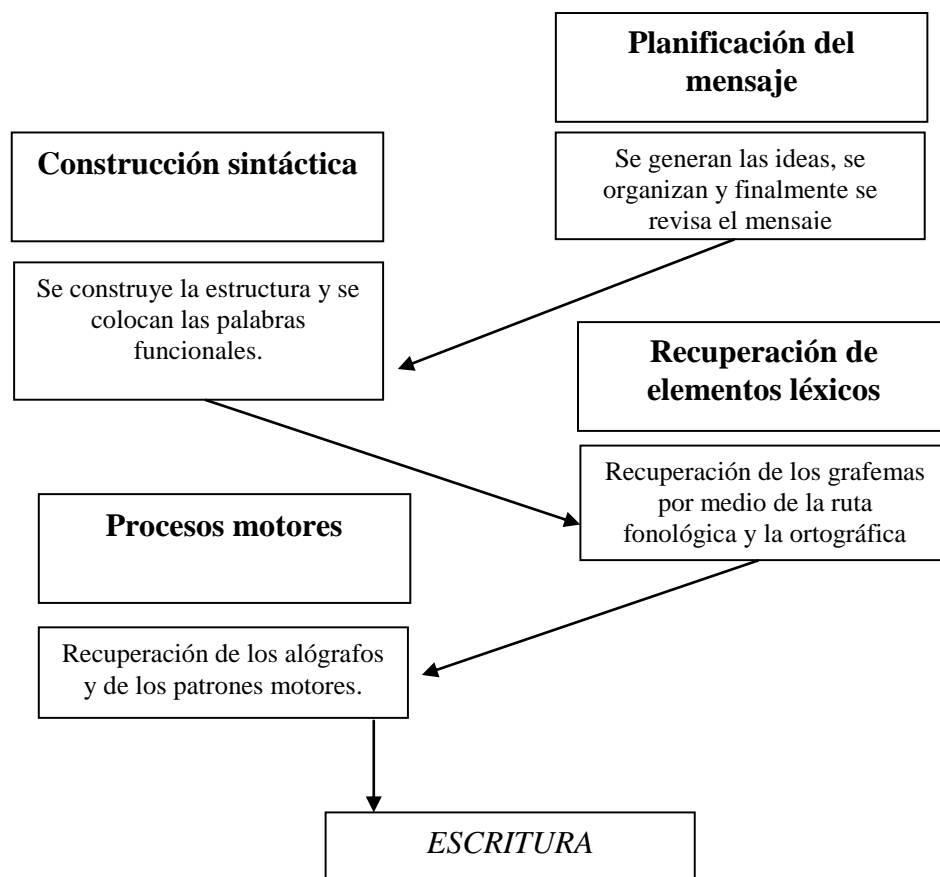 Planificación del
mensaje
Se generan las ideas, se
organizan y finalmente se
revisa el mensaje
Construcción sintáctica
Se construye la estructura y se
colocan las palabras
funcionales.
Recuperación de
elementos léxicos
Recuperación de los grafemas
por medio de la ruta
fonológica y la ortográfica
Procesos motores
Recuperación de los alógrafos
y de los patrones motores.
ESCRITURA